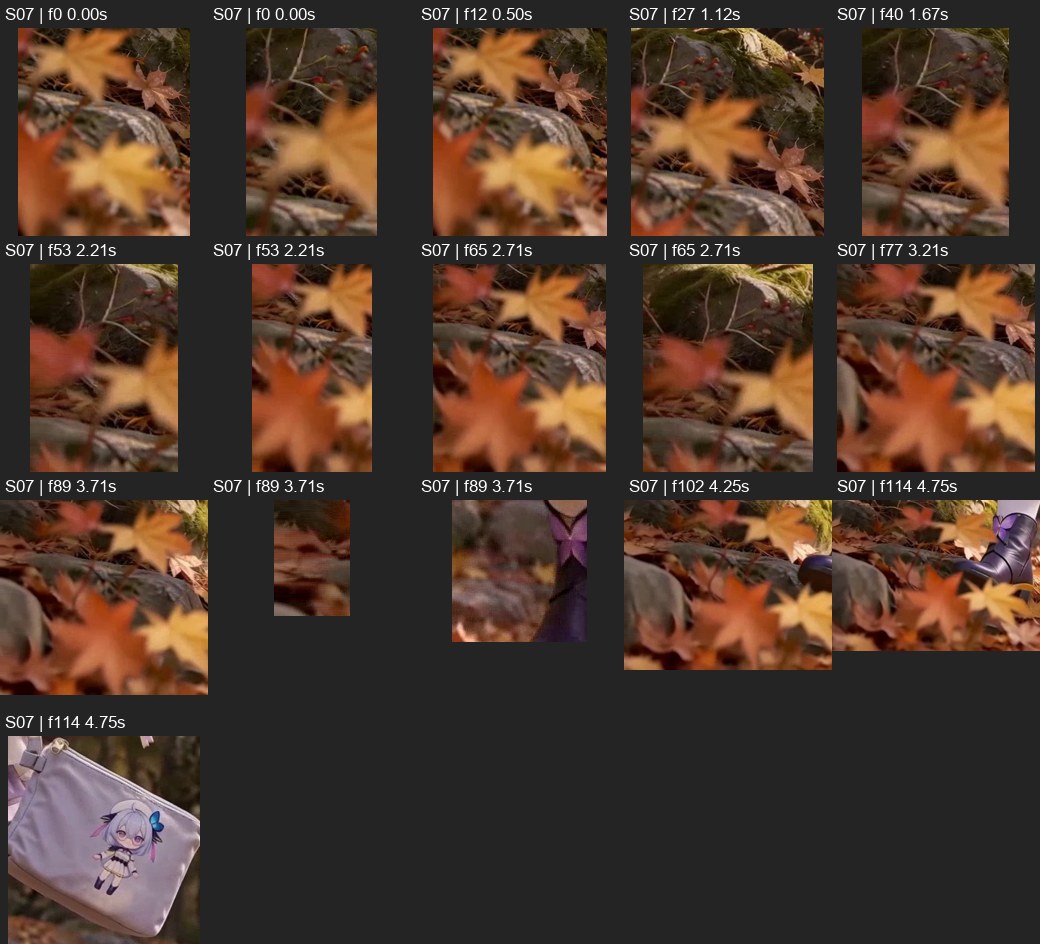 S07 | f0 0.00s
S07 | f0 0.00s
S07 | f12 0.50s
S07 | f27 1.12s
S07 | f40 1.67s
S07 | f53 2.21s
S07 | f53 2.21s
S07 | f65 2.71s
S07 | f65 2.71s
S07 | f77 3.21s
S07 | f89 3.71s
S07 | f89 3.71s
S07 | f89 3.71s
S07 | f102 4.25s
S07 | f114 4.75s
S07 | f114 4.75s